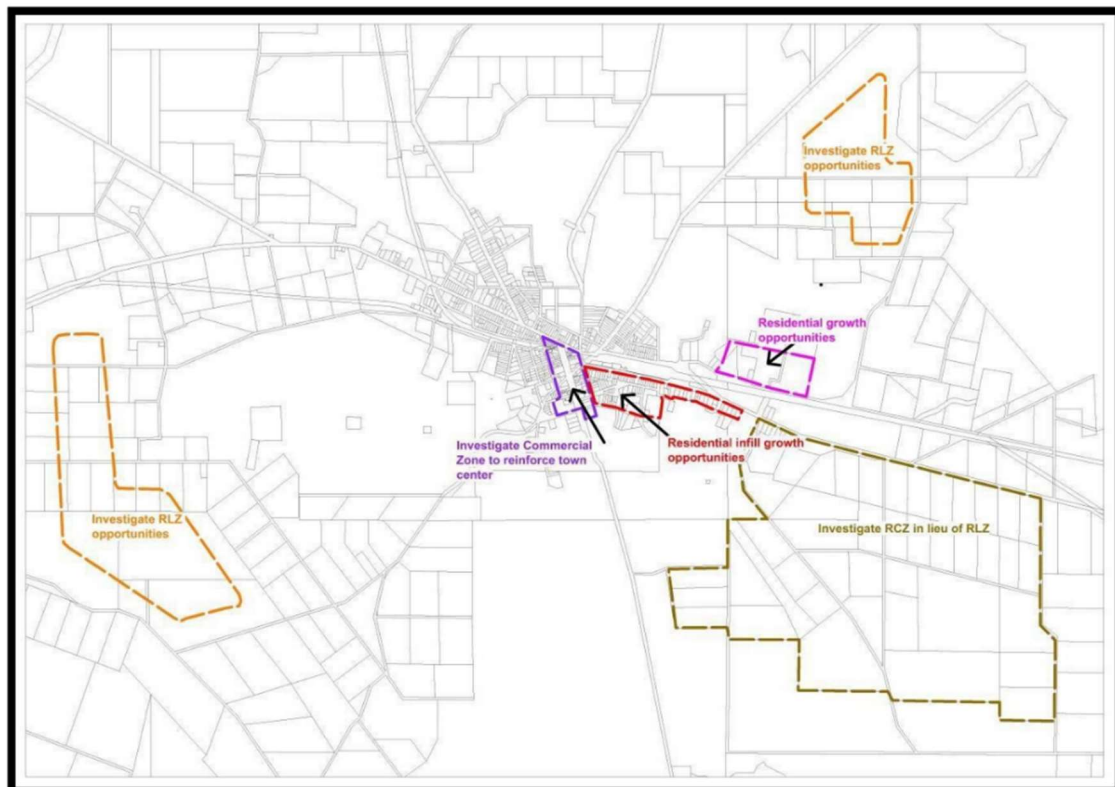 Investigate RLZ
opportunities
Residential growth
opportunities
Investigate Commercial
Zone to reinforce town
center
Residential infill growth
opportunities
Investigate RLZ
opportunities
Investigate RCZ in lieu of RLZ